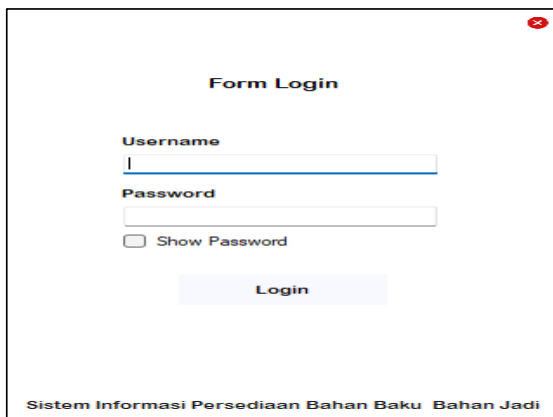 Form Login
Username
Password
Show Password
Login
Sistem Informasi Persediaan Bahan Baku Bahan Jadi